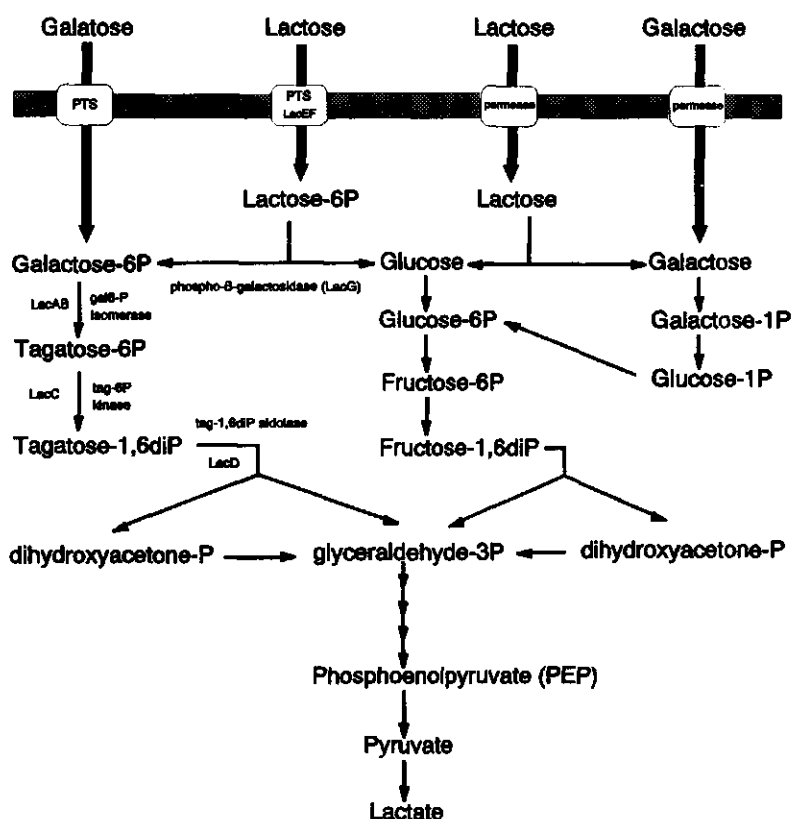 Galatose Lactose Lactose Galactose
PTS PTS permease permease
LacEF
Lactose-6P Lactose
Galactose-6P Glucose Galactose
phospho-ß-galactosidase (LacG)
LacAB gal6-P
isomerase
Glucose-6P Galactose-1P
Tagatose-6P
Fructose-6P Glucose-1P
LacC tag-6P
kinase
tag-1,6diP aldolase
Tagatose-1,6diP Fructose-1,6diP
LacD
dihydroxyacetone-P glyceraldehyde-3P dihydroxyacetone-P
Phosphoenolpyruvate (PEP)
Pyruvate
Lactate